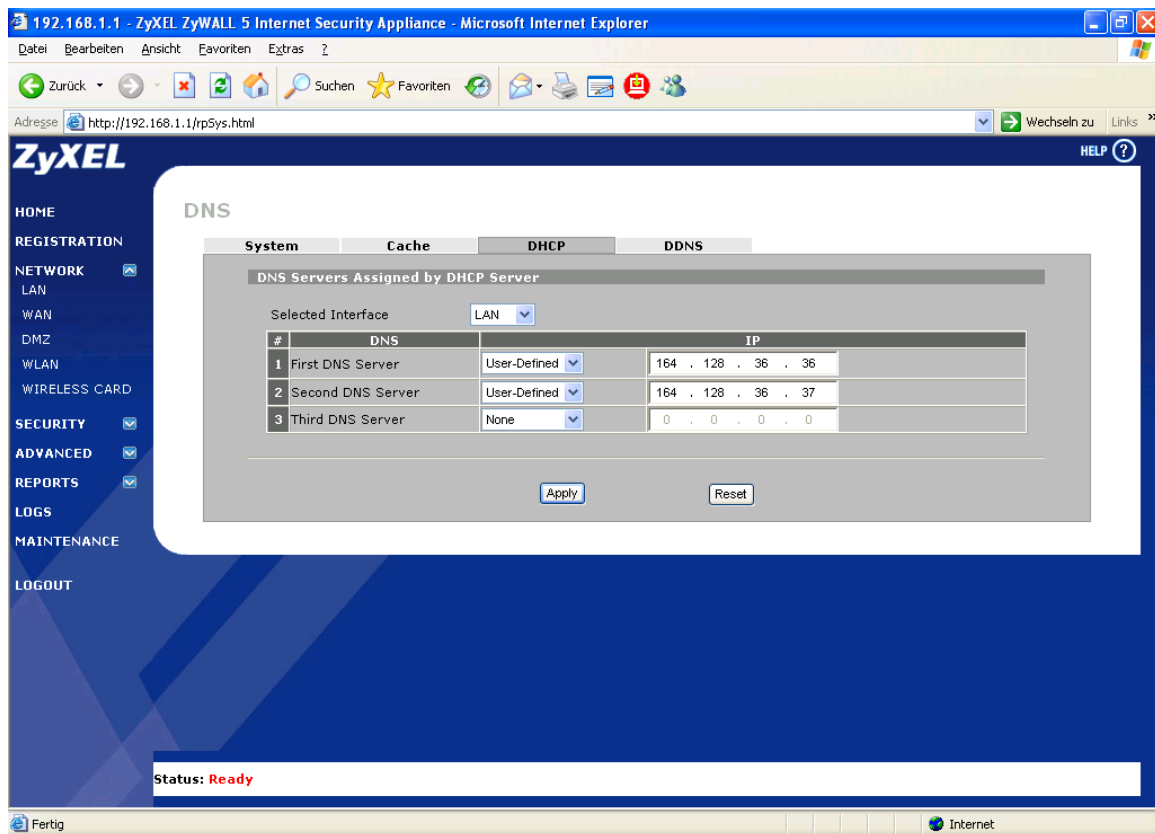 192.168.1.1 - ZyXEL ZyWALL 5 Internet Security Appliance - Microsoft Internet Explorer
Datei Bearbeiten Ansicht Favoriten Extras ?
Zurück Suchen Favoriten
Adresse http://192.168.1.1/rpSys.html Wechseln zu Links »
ZyXEL HELP ?
HOME
REGISTRATION
NETWORK
LAN
WAN
DMZ
WLAN
WIRELESS CARD
SECURITY
ADVANCED
REPORTS
LOGS
MAINTENANCE
LOGOUT
DNS
System Cache DHCP DDNS
DNS Servers Assigned by DHCP Server
Selected Interface LAN
# DNS IP
1 First DNS Server User-Defined 164 . 128 . 36 . 36
2 Second DNS Server User-Defined 164 . 128 . 36 . 37
3 Third DNS Server None 0 . 0 . 0 . 0
Apply Reset
Status: Ready
Fertig Internet